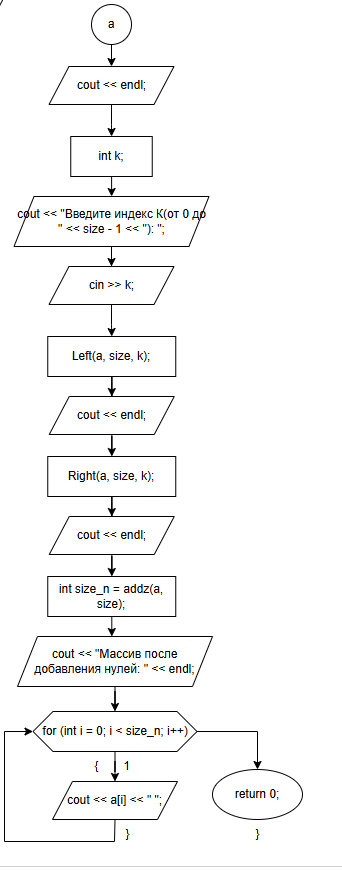 a
cout << endl;
int k;
cout << "Введите индекс К(от 0 до
" << size - 1 << "): ";
cin >> k;
Left(a, size, k);
cout << endl;
Right(a, size, k);
cout << endl;
int size_n = addz(a,
size);
cout << "Массив после
добавления нулей: " << endl;
for (int i = 0; i < size_n; i++)
{ 1
cout << a[i] << " ";
return 0;
} }